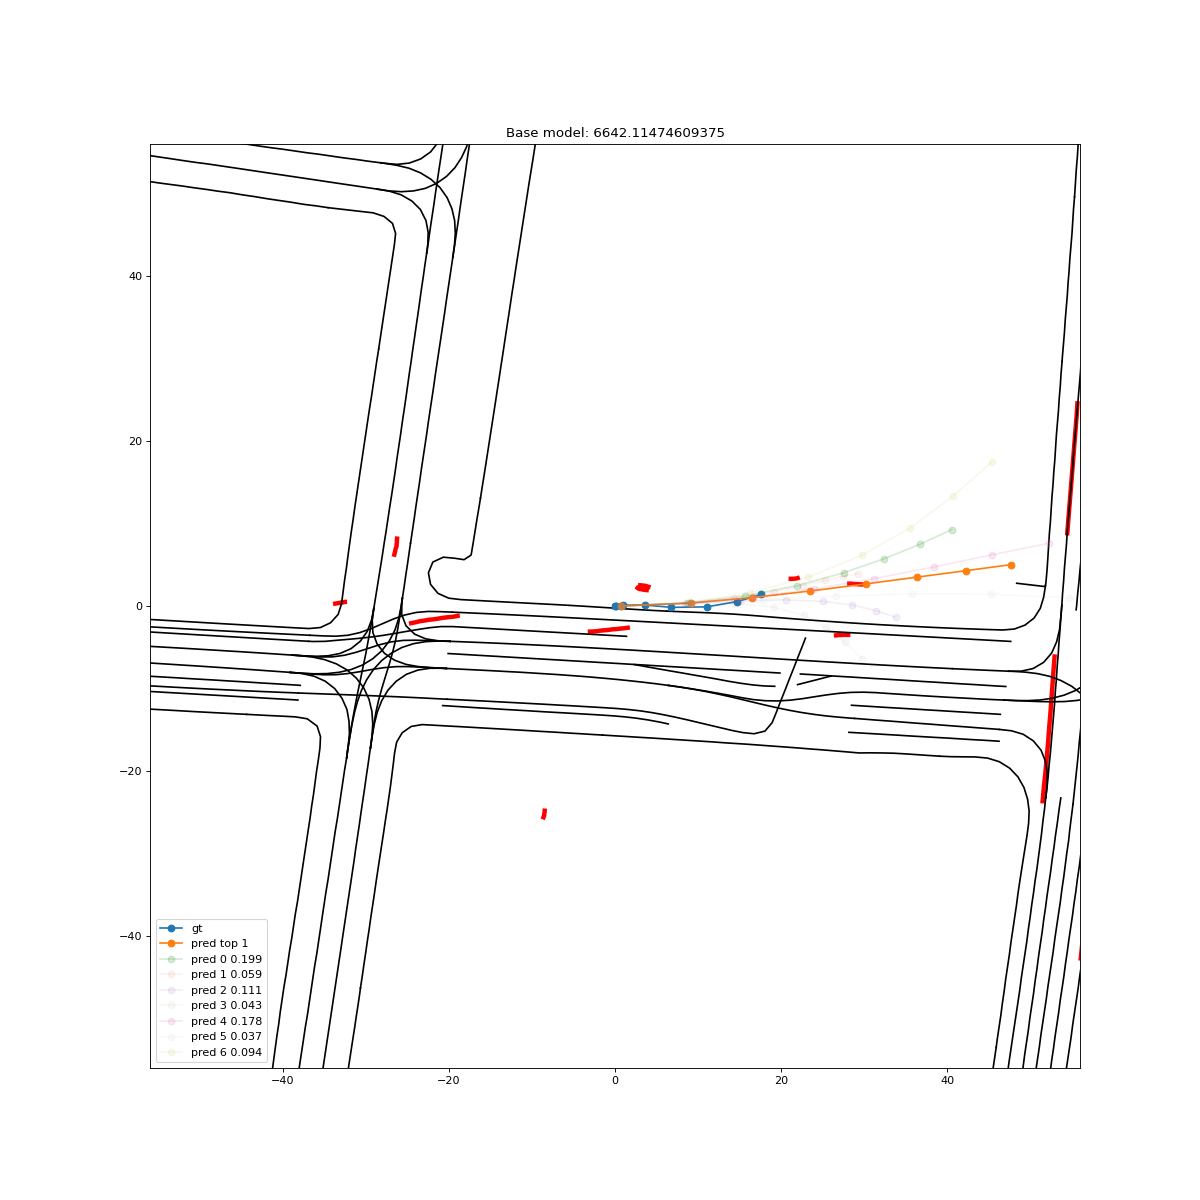 Base model: 6642.11474609375
40
20
0
−20
−40
−40
−20
0
20
40
gt
pred top 1
pred 0 0.199
pred 1 0.059
pred 2 0.111
pred 3 0.043
pred 4 0.178
pred 5 0.037
pred 6 0.094